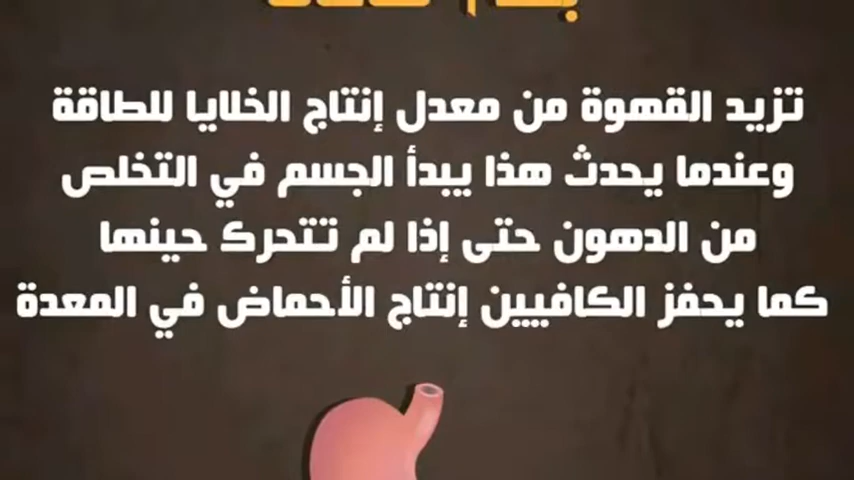 تزيد القهوة من معدل إنتاج الخلايا للطاقة
وعندما يحدث هذا يبدأ الجسم في التخلص
من الدهون حتى إذا لم تتحرك حينها
كما يحفز الكافيين إنتاج الأحماض في المعدة